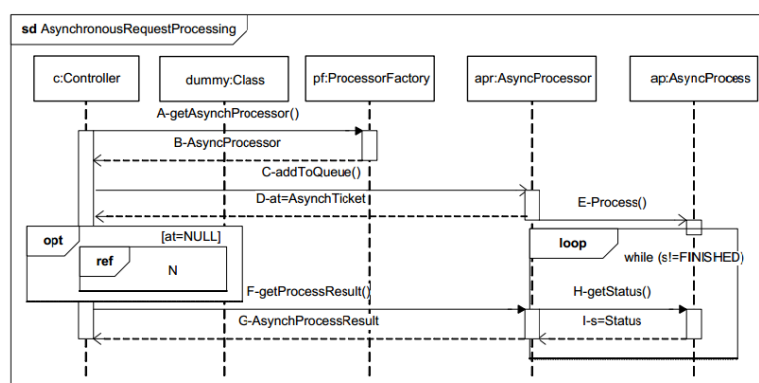 sd AsynchronousRequestProcessing
c:Controller
dummy:Class
pf:ProcessorFactory
apr:AsyncProcessor
ap:AsyncProcess
A-getAsynchProcessor()
B-AsyncProcessor
C-addToQueue()
D-at=AsynchTicket
E-Process()
opt
[at=NULL]
ref
N
loop
while (s!=FINISHED)
F-getProcessResult()
H-getStatus()
G-AsynchProcessResult
I-s=Status